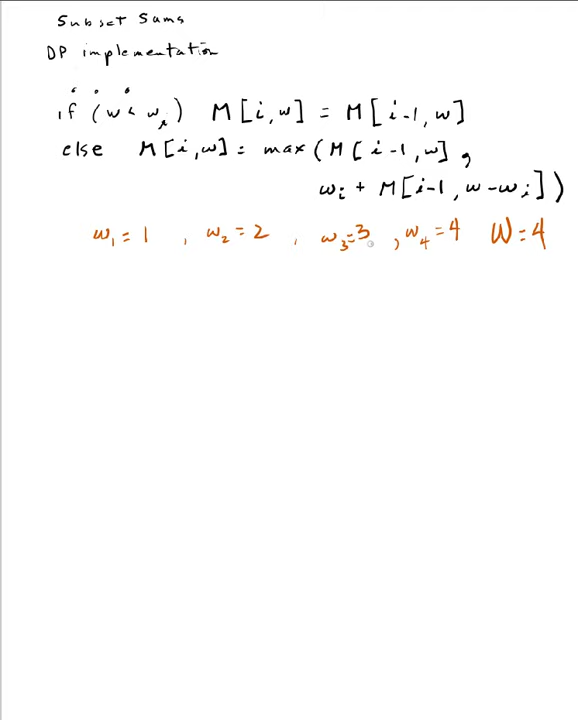 Subset Sums
DP implementation
...
if (w < wᵢ) M[i,w] = M[i-1,w]
else M[i,w] = max(M[i-1,w],
wᵢ + M[i-1, w-wᵢ])
w₁=1 , w₂=2 , w₃=3 , w₄=4 W=4